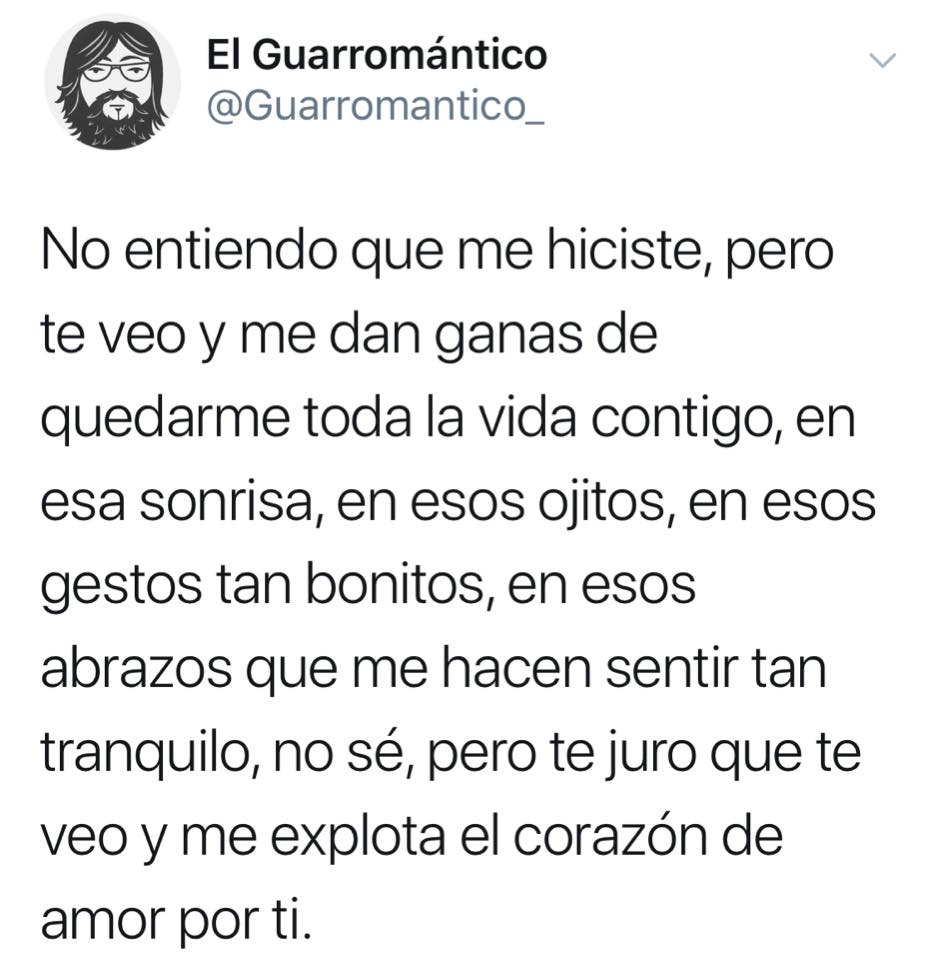 El Guarromántico
@Guarromantico_
No entiendo que me hiciste, pero
te veo y me dan ganas de
quedarme toda la vida contigo, en
esa sonrisa, en esos ojitos, en esos
gestos tan bonitos, en esos
abrazos que me hacen sentir tan
tranquilo, no sé, pero te juro que te
veo y me explota el corazón de
amor por ti.